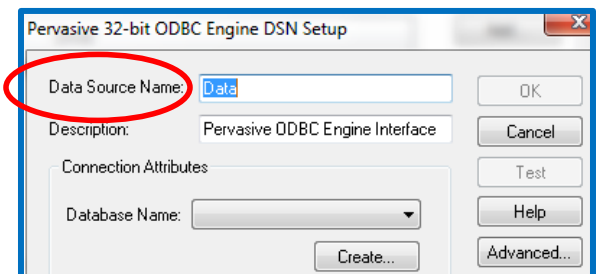 Pervasive 32-bit ODBC Engine DSN Setup
Data Source Name: Data OK
Description: Pervasive ODBC Engine Interface Cancel
Connection Attributes Test
Database Name: Help
Create... Advanced...